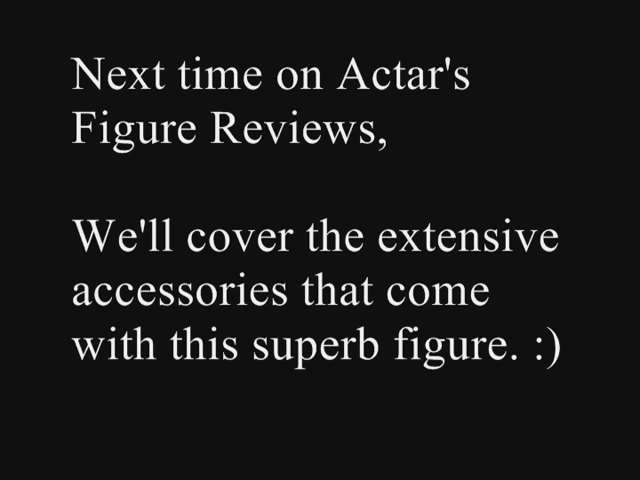 Next time on Actar's
Figure Reviews,
We'll cover the extensive
accessories that come
with this superb figure. :)